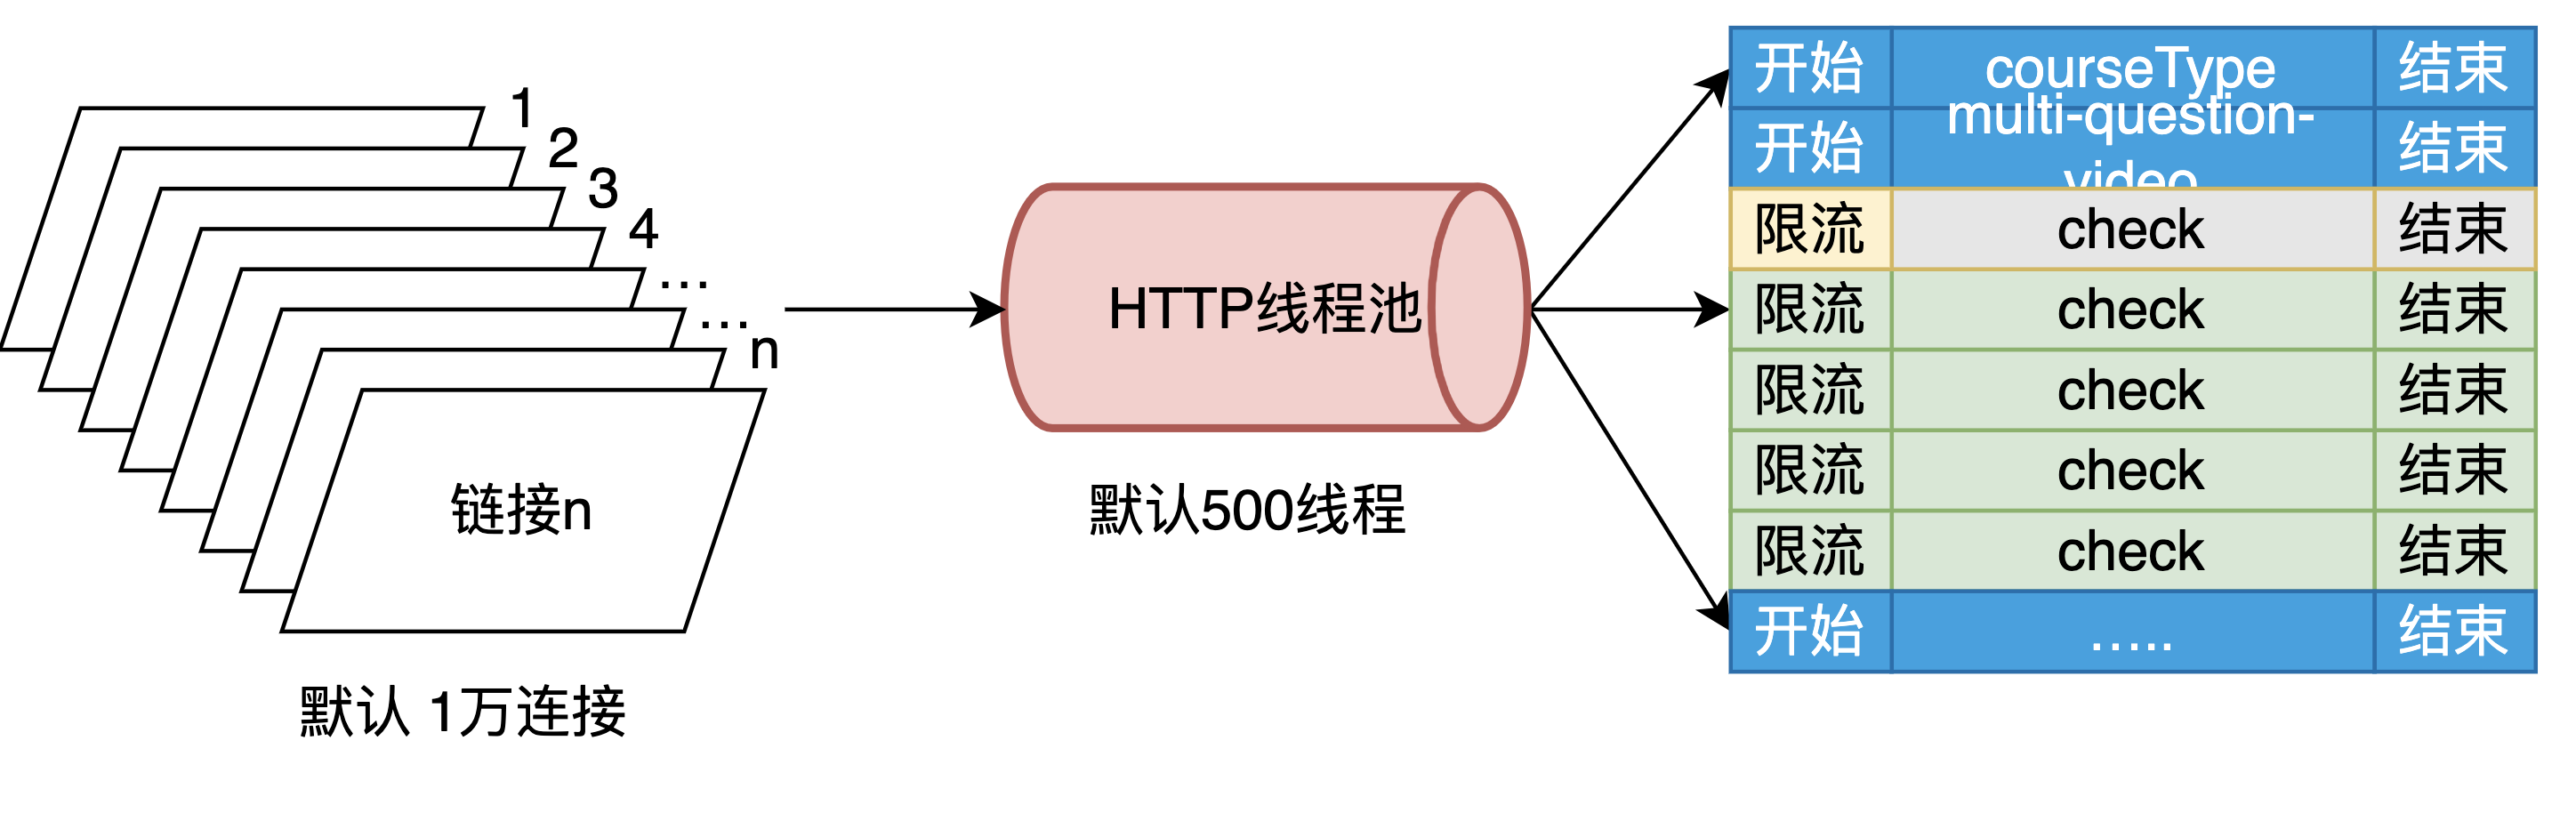 1
2
3
4
...
...
n
链接n
默认 1万连接
HTTP线程池
默认500线程
开始 courseType 结束
开始 multi-question-video 结束
限流 check 结束
限流 check 结束
限流 check 结束
限流 check 结束
限流 check 结束
开始 ..... 结束